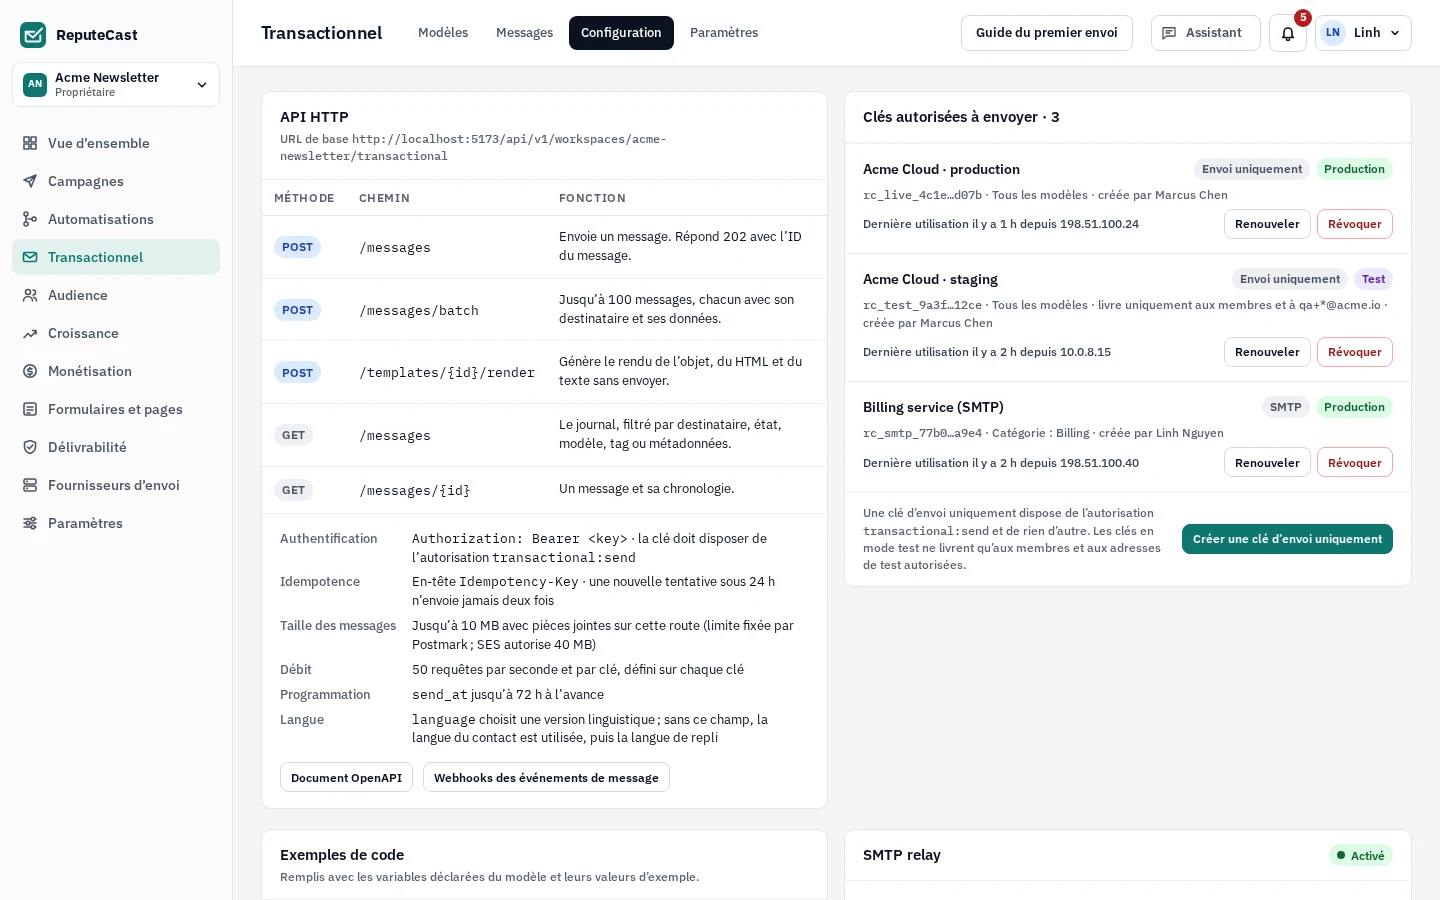 ReputeCast
AN
Acme Newsletter
Propriétaire
Vue d’ensemble
Campagnes
Automatisations
Transactionnel
Audience
Croissance
Monétisation
Formulaires et pages
Délivrabilité
Fournisseurs d’envoi
Paramètres
Transactionnel
Modèles
Messages
Configuration
Paramètres
Guide du premier envoi
Assistant
5
LN
Linh
API HTTP
URL de base http://localhost:5173/api/v1/workspaces/acme-
newsletter/transactional
MÉTHODE CHEMIN FONCTION
POST /messages Envoie un message. Répond 202 avec l’ID
du message.
POST /messages/batch Jusqu’à 100 messages, chacun avec son
destinataire et ses données.
POST /templates/{id}/render Génère le rendu de l’objet, du HTML et du
texte sans envoyer.
GET /messages Le journal, filtré par destinataire, état,
modèle, tag ou métadonnées.
GET /messages/{id} Un message et sa chronologie.
Authentification Authorization: Bearer <key> · la clé doit disposer de
l’autorisation transactional:send
Idempotence En-tête Idempotency-Key · une nouvelle tentative sous 24 h
n’envoie jamais deux fois
Taille des messages Jusqu’à 10 MB avec pièces jointes sur cette route (limite fixée par
Postmark ; SES autorise 40 MB)
Débit 50 requêtes par seconde et par clé, défini sur chaque clé
Programmation send_at jusqu’à 72 h à l’avance
Langue language choisit une version linguistique ; sans ce champ, la
langue du contact est utilisée, puis la langue de repli
Document OpenAPI
Webhooks des événements de message
Clés autorisées à envoyer · 3
Acme Cloud · production Envoi uniquement Production
rc_live_4c1e…d07b · Tous les modèles · créée par Marcus Chen
Dernière utilisation il y a 1 h depuis 198.51.100.24 Renouveler Révoquer
Acme Cloud · staging Envoi uniquement Test
rc_test_9a3f…12ce · Tous les modèles · livre uniquement aux membres et à qa+*@acme.io ·
créée par Marcus Chen
Dernière utilisation il y a 2 h depuis 10.0.8.15 Renouveler Révoquer
Billing service (SMTP) SMTP Production
rc_smtp_77b0…a9e4 · Catégorie : Billing · créée par Linh Nguyen
Dernière utilisation il y a 2 h depuis 198.51.100.40 Renouveler Révoquer
Une clé d’envoi uniquement dispose de l’autorisation
transactional:send et de rien d’autre. Les clés en
mode test ne livrent qu’aux membres et aux adresses
de test autorisées.
Créer une clé d’envoi uniquement
Exemples de code
Remplis avec les variables déclarées du modèle et leurs valeurs d’exemple.
SMTP relay
Activé